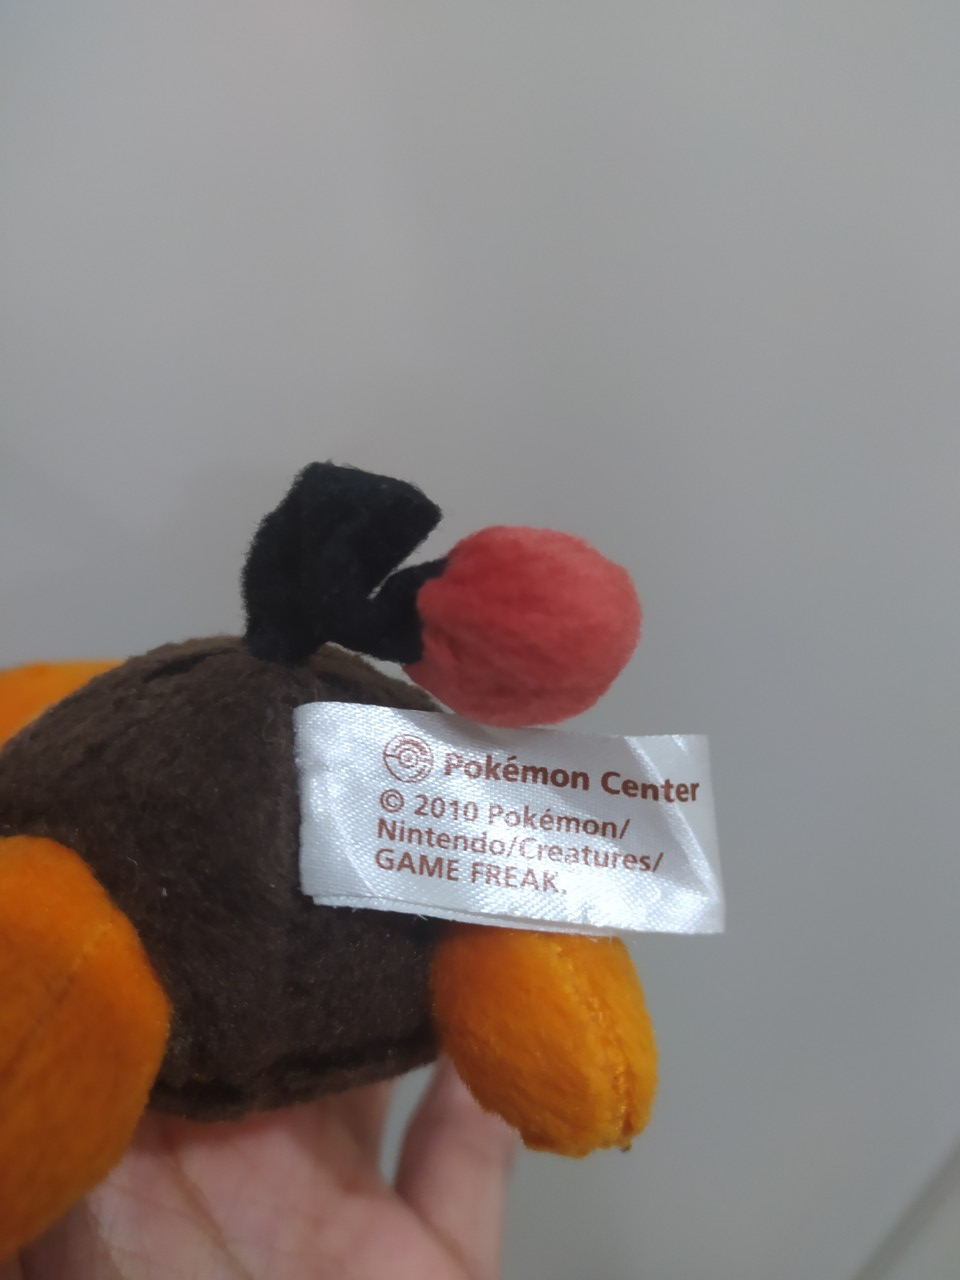 Pokémon Center
© 2010 Pokémon/
Nintendo/Creatures/
GAME FREAK.